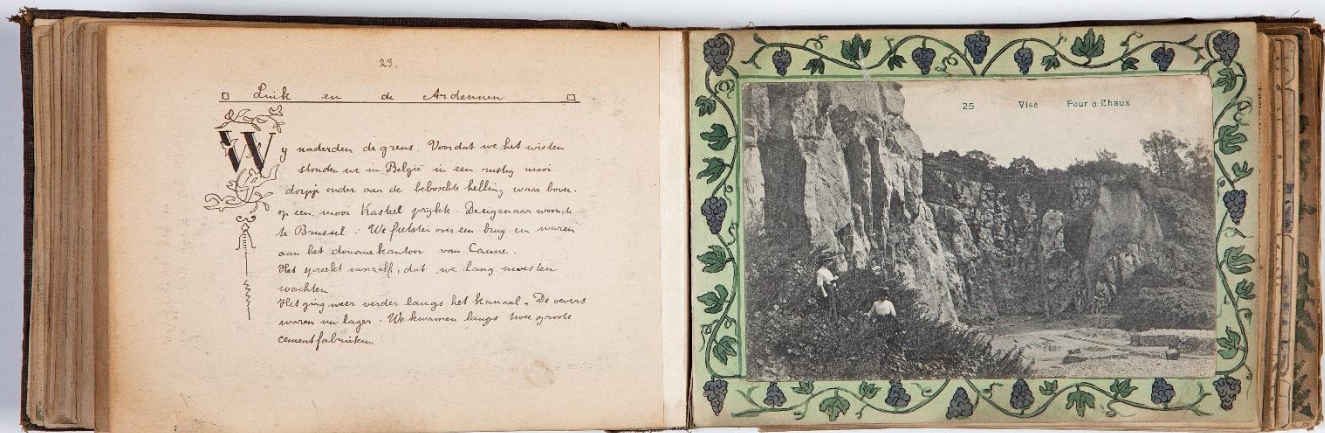 29.
Luik en de Ardennen
Wy naderden de grens. Voordat we het wisten
stonden we in België in een rustig mooi
dorpje onder aan de beboschte helling waar boven
op een mooi Kasteel prijkte. De eigenaar woonde
te Brussel. We fietsten over een brug en waren
aan het douanekantoor van Canne.
Het spreekt vanzelf, dat we lang moesten
wachten
Het ging weer verder langs het kanaal. De oevers
waren nu lager. We kwamen langs twee groote
cementfabrieken
25 Visé Four à Chaux